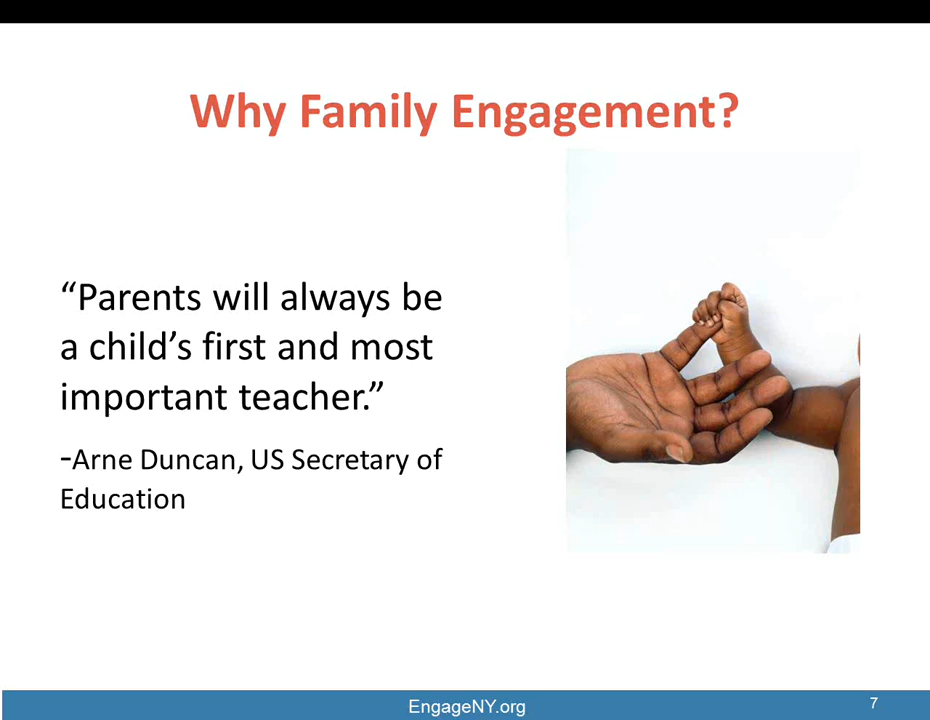 Why Family Engagement?
“Parents will always be
a child’s first and most
important teacher.”
-Arne Duncan, US Secretary of
Education
EngageNY.org
7